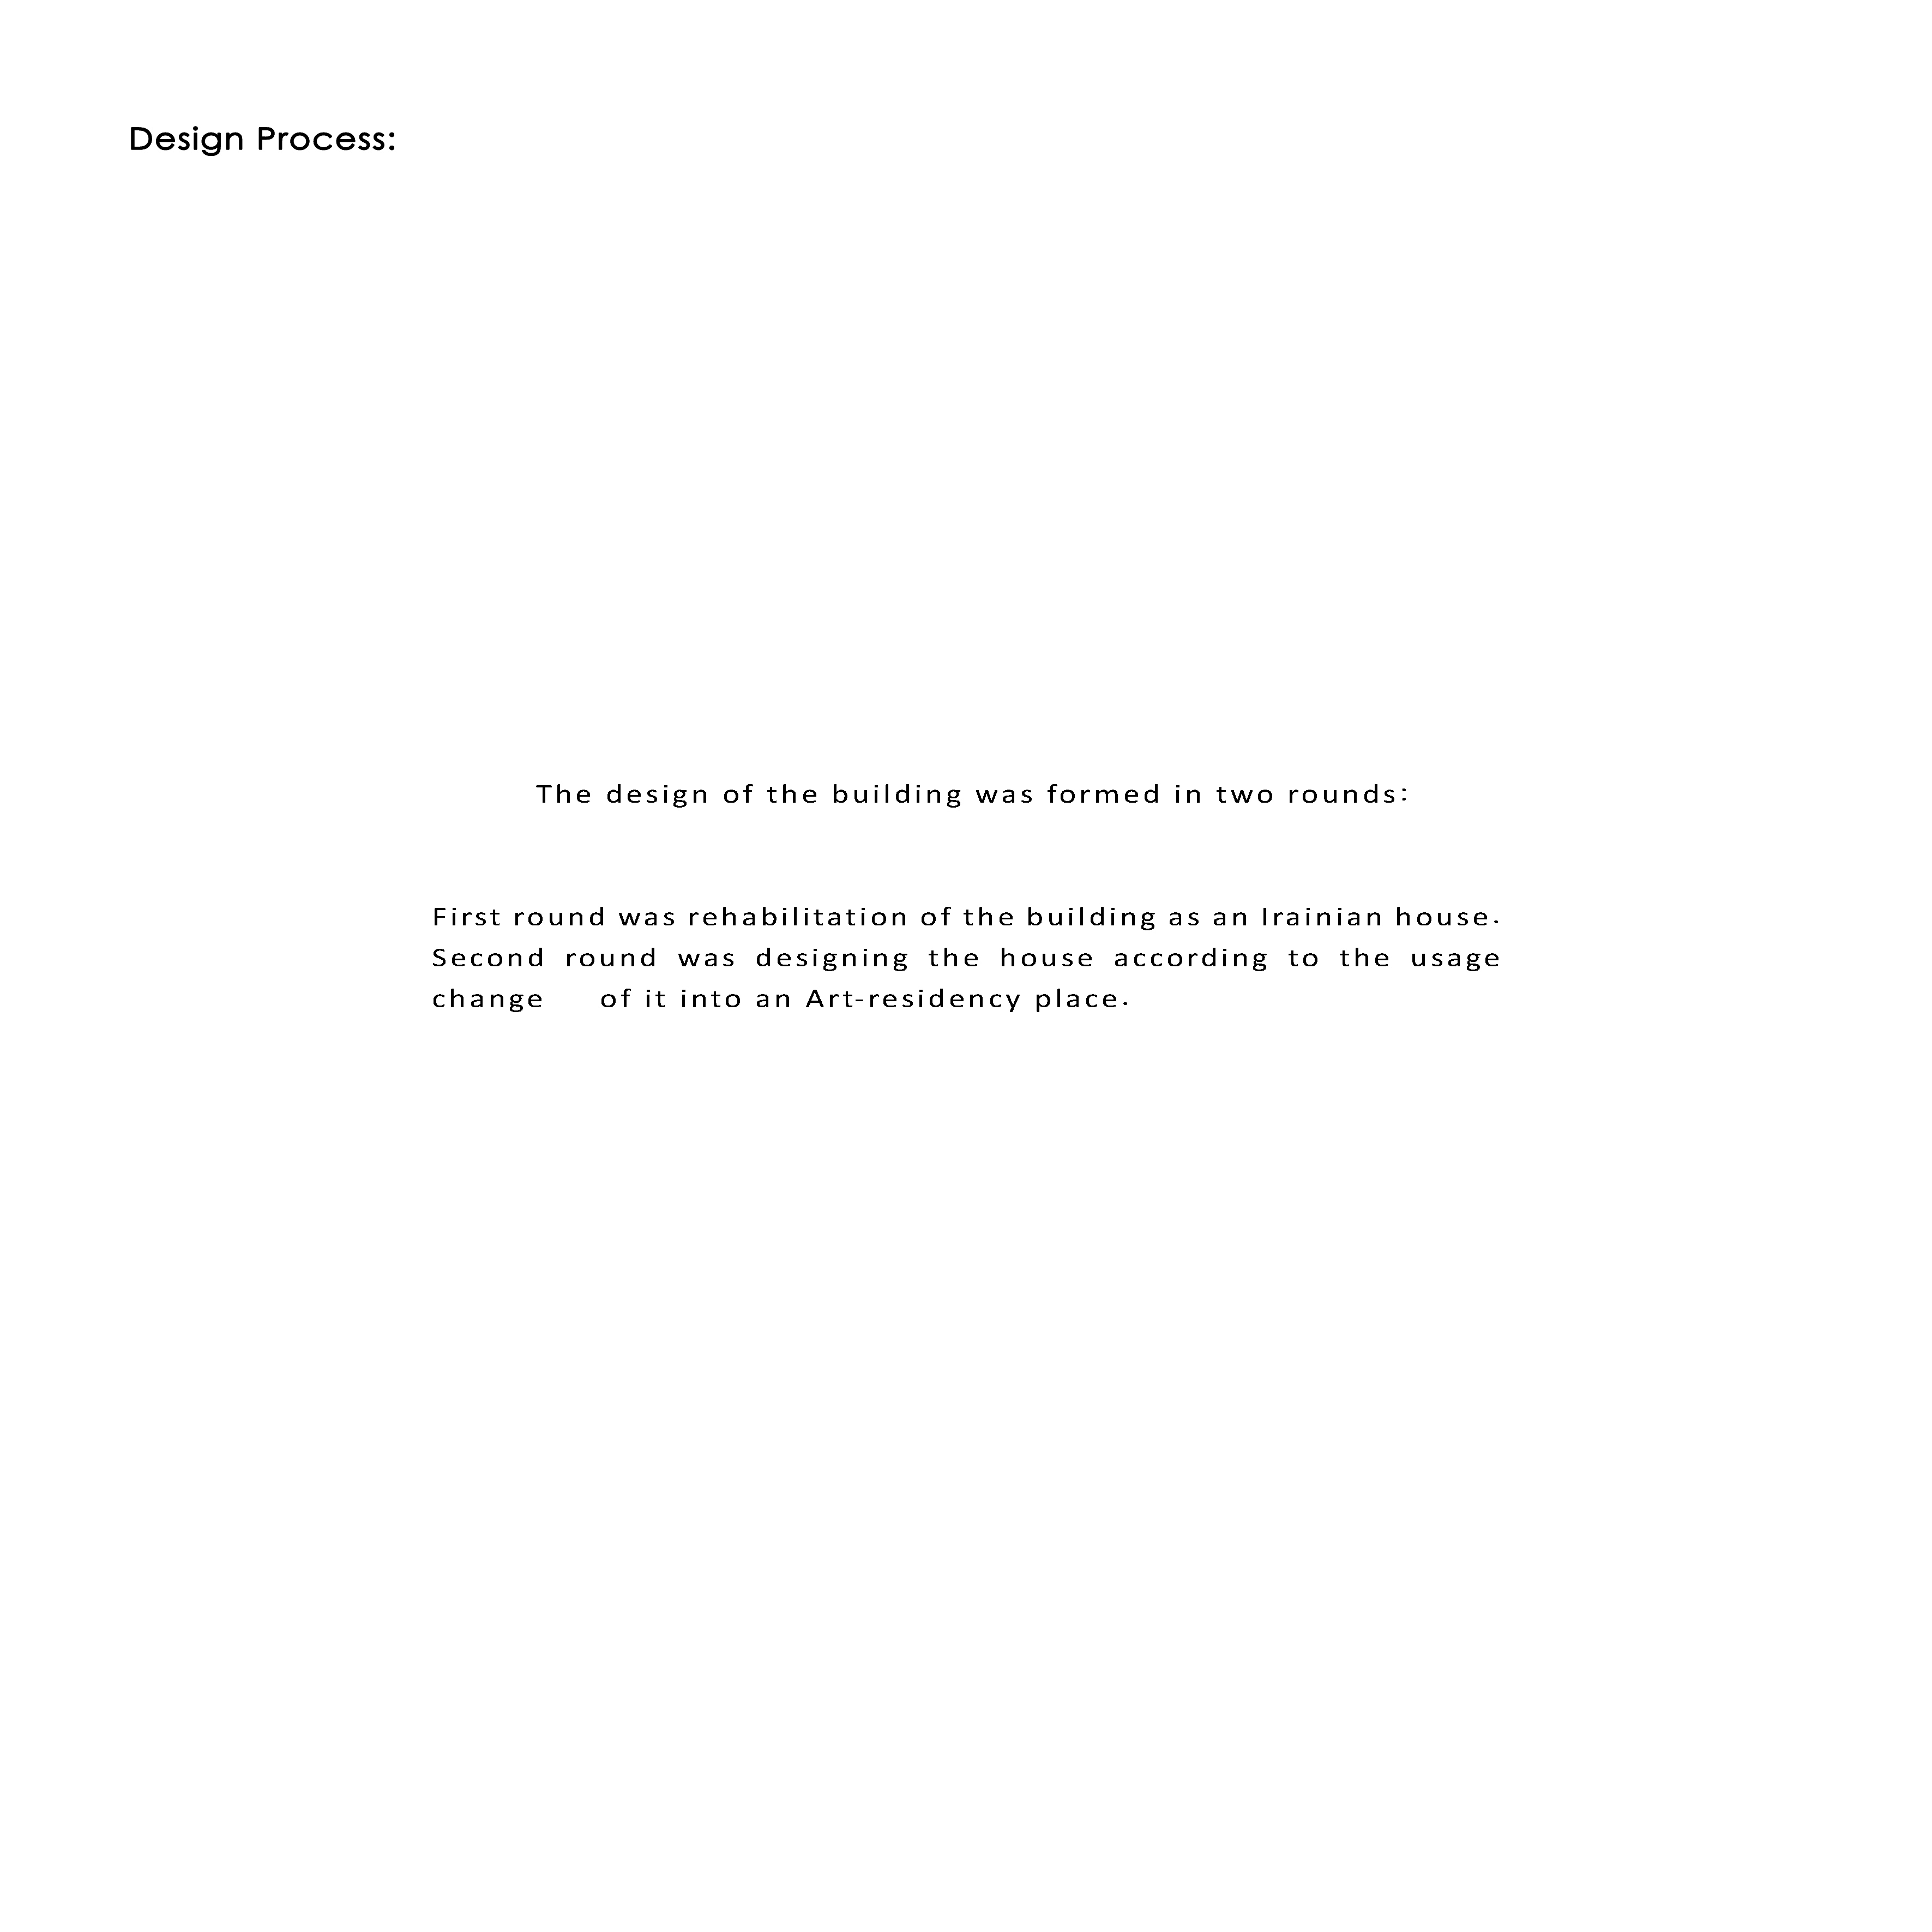 Design Process:
The design of the building was formed in two rounds:
First round was rehabilitation of the building as an Irainian house.
Second round was designing the house according to the usage
change of it into an Art-residency place.